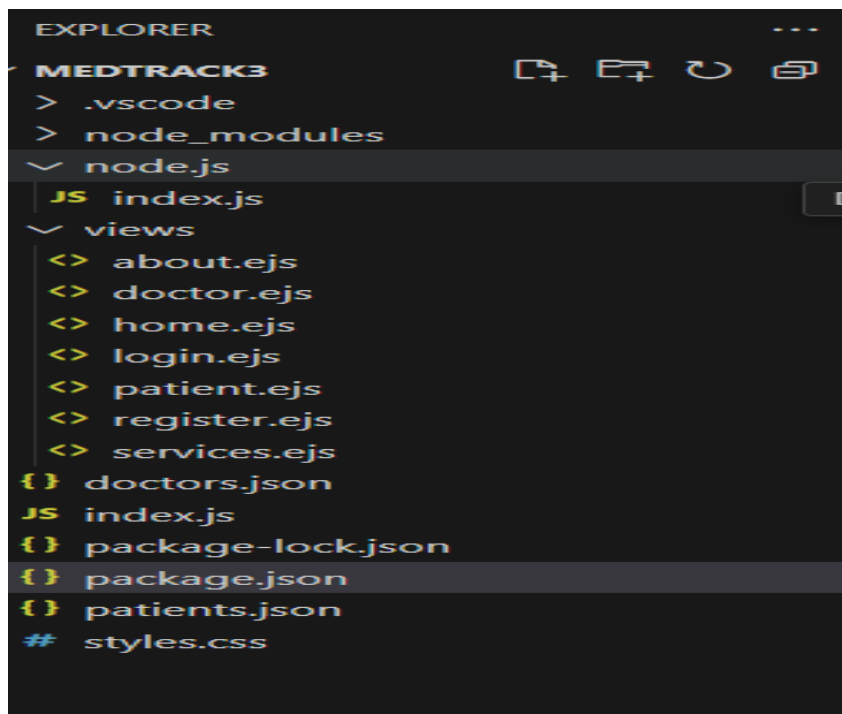 EXPLORER ...
MEDTRACK3
> .vscode
> node_modules
node.js
JS index.js
views
<> about.ejs
<> doctor.ejs
<> home.ejs
<> login.ejs
<> patient.ejs
<> register.ejs
<> services.ejs
{} doctors.json
JS index.js
{} package-lock.json
{} package.json
{} patients.json
# styles.css